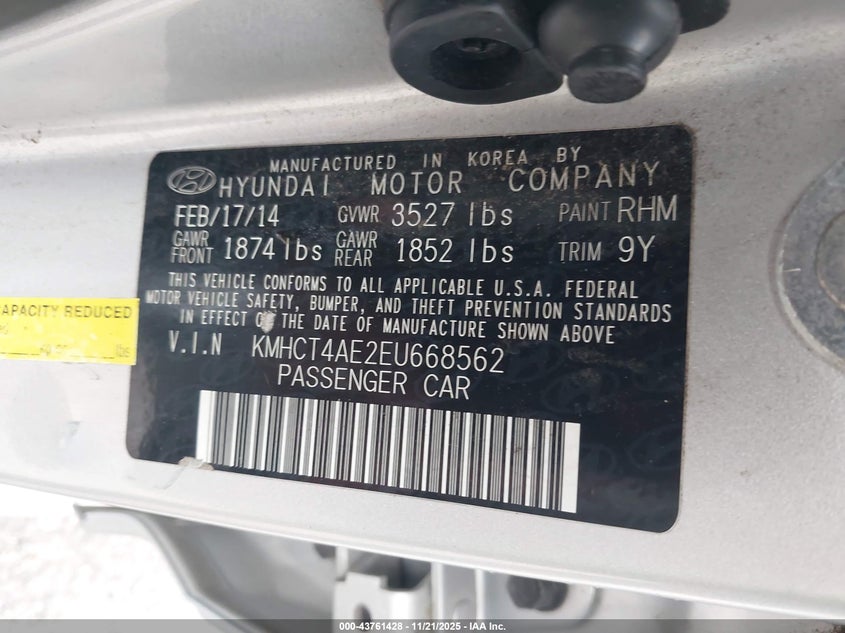 MANUFACTURED IN KOREA BY
HYUNDAI MOTOR COMPANY
FEB/17/14 GVWR 3527 lbs PAINT RHM
GAWR FRONT 1874 lbs GAWR REAR 1852 lbs TRIM 9Y
THIS VEHICLE CONFORMS TO ALL APPLICABLE U.S.A. FEDERAL
MOTOR VEHICLE SAFETY, BUMPER, AND THEFT PREVENTION STANDARDS
IN EFFECT ON THE DATE OF MANUFACTURE SHOWN ABOVE
V.I.N KMHCT4AE2EU668562
PASSENGER CAR
CAPACITY REDUCED
kg or lbs
000-43761428 - 11/21/2025 - IAA Inc.